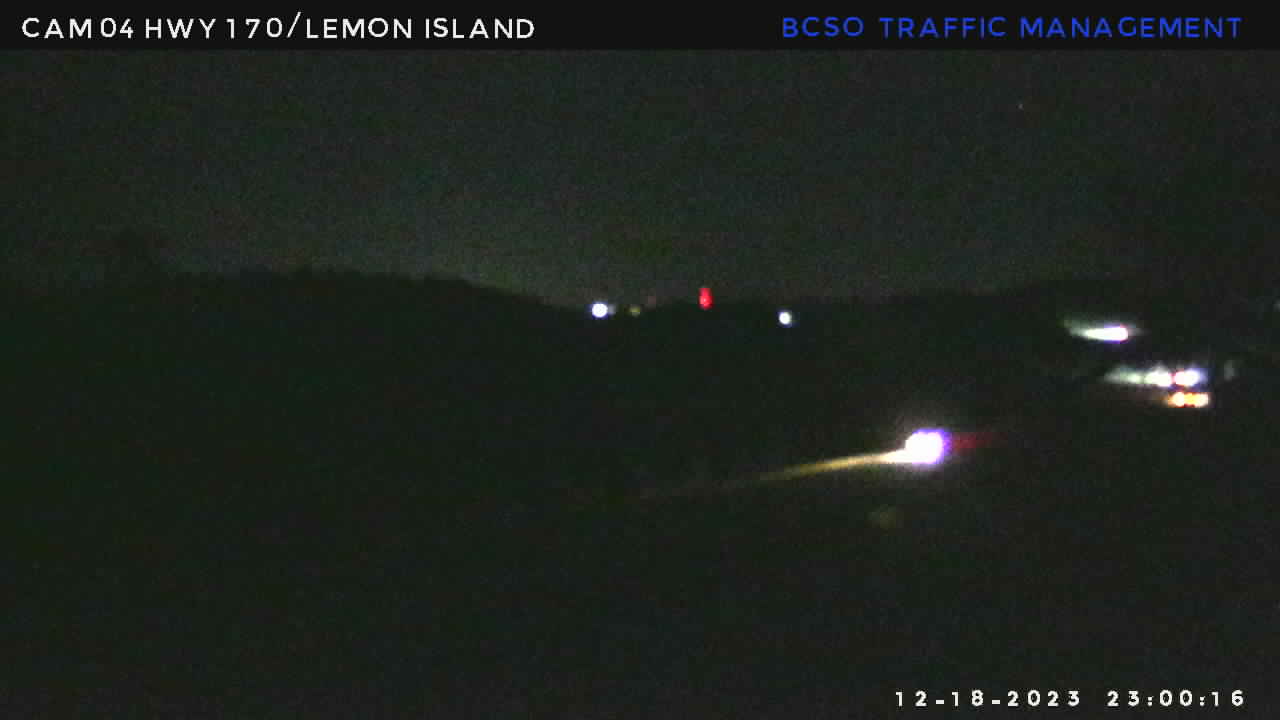 CAM04 HWY 170/LEMON ISLAND
BCSO TRAFFIC MANAGEMENT
12-18-2023 23:00:16